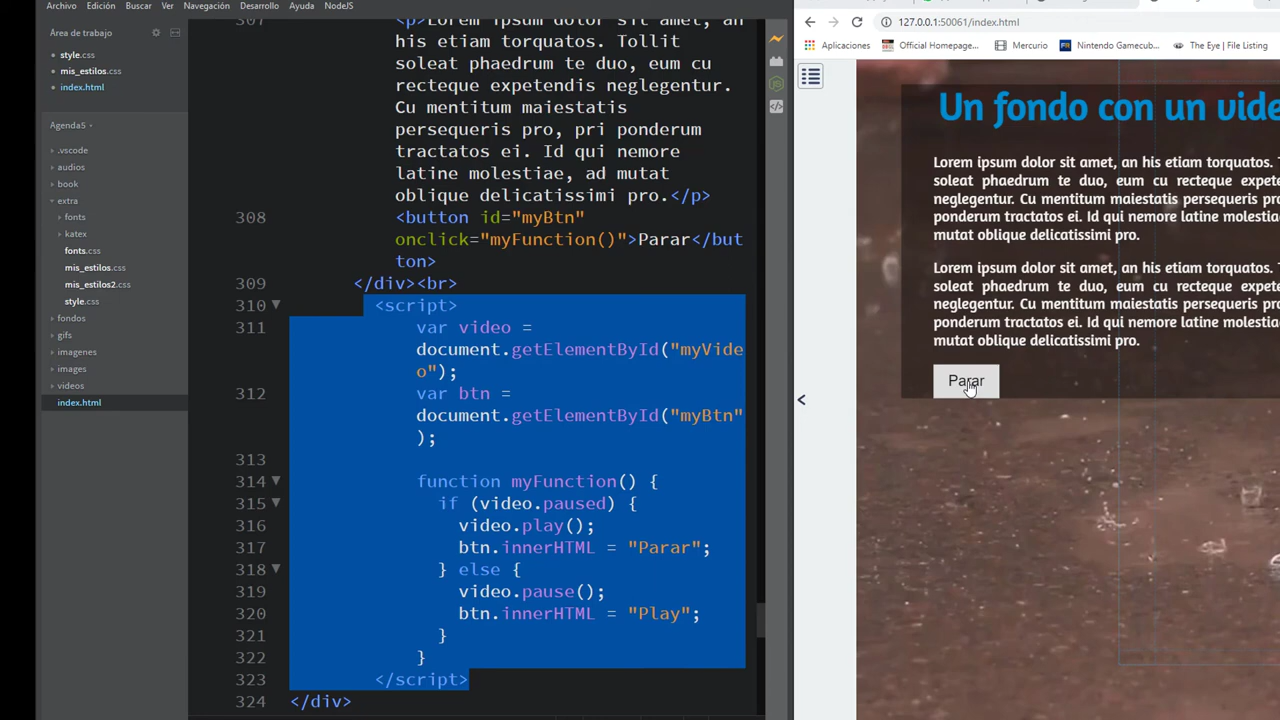 Archivo Edición Buscar Ver Navegación Desarrollo Ayuda NodeJS
Área de trabajo
style.css
mis_estilos.css
index.html
Agenda5
.vscode
audios
book
extra
fonts
katex
fonts.css
mis_estilos.css
mis_estilos2.css
style.css
fondos
gifs
imagenes
images
videos
index.html
307 <p>Lorem ipsum dolor sit amet, an
his etiam torquatos. Tollit
soleat phaedrum te duo, eum cu
recteque expetendis neglegentur.
Cu mentitum maiestatis
persequeris pro, pri ponderum
tractatos ei. Id qui nemore
latine molestiae, ad mutat
oblique delicatissimi pro.</p>
308 <button id="myBtn"
onclick="myFunction()">Parar</but
ton>
309 </div><br>
310 <script>
311 var video =
document.getElementById("myVide
o");
312 var btn =
document.getElementById("myBtn"
);
313
314 function myFunction() {
315 if (video.paused) {
316 video.play();
317 btn.innerHTML = "Parar";
318 } else {
319 video.pause();
320 btn.innerHTML = "Play";
321 }
322 }
323 </script>
324 </div>
127.0.0.1:50061/index.html
Aplicaciones Official Homepage... Mercurio Nintendo Gamecub... The Eye | File Listing
Un fondo con un vide
Lorem ipsum dolor sit amet, an his etiam torquatos. T
soleat phaedrum te duo, eum cu recteque expete
neglegentur. Cu mentitum maiestatis persequeris p
ponderum tractatos ei. Id qui nemore latine molestia
mutat oblique delicatissimi pro.
Lorem ipsum dolor sit amet, an his etiam torquatos. T
soleat phaedrum te duo, eum cu recteque expete
neglegentur. Cu mentitum maiestatis persequeris p
ponderum tractatos ei. Id qui nemore latine molestia
mutat oblique delicatissimi pro.
Parar